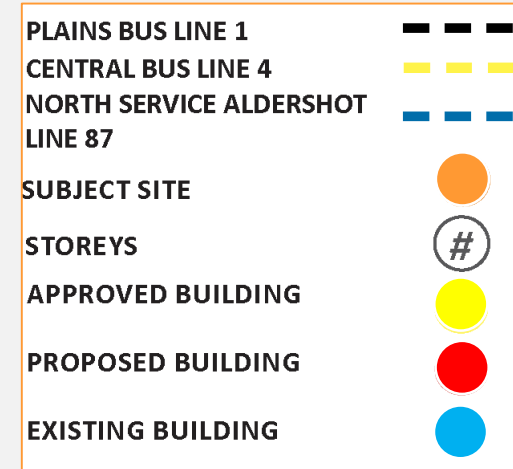 PLAINS BUS LINE 1
CENTRAL BUS LINE 4
NORTH SERVICE ALDERSHOT
LINE 87
SUBJECT SITE
STOREYS #
APPROVED BUILDING
PROPOSED BUILDING
EXISTING BUILDING